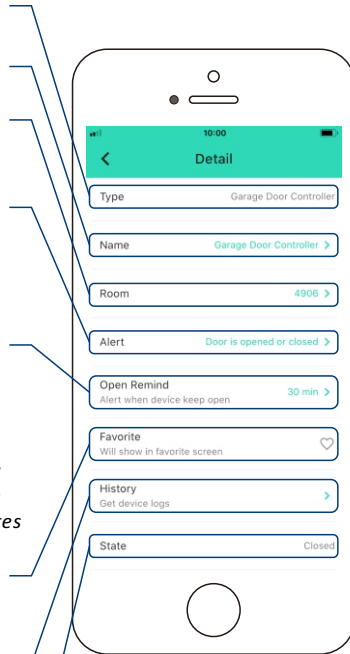 10:00
Detail
Type Garage Door Controller
Name Garage Door Controller >
Room 4906 >
Alert Door is opened or closed >
Open Remind 30 min >
Alert when device keep open
Favorite
Will show in favorite screen
History >
Get device logs
State Closed